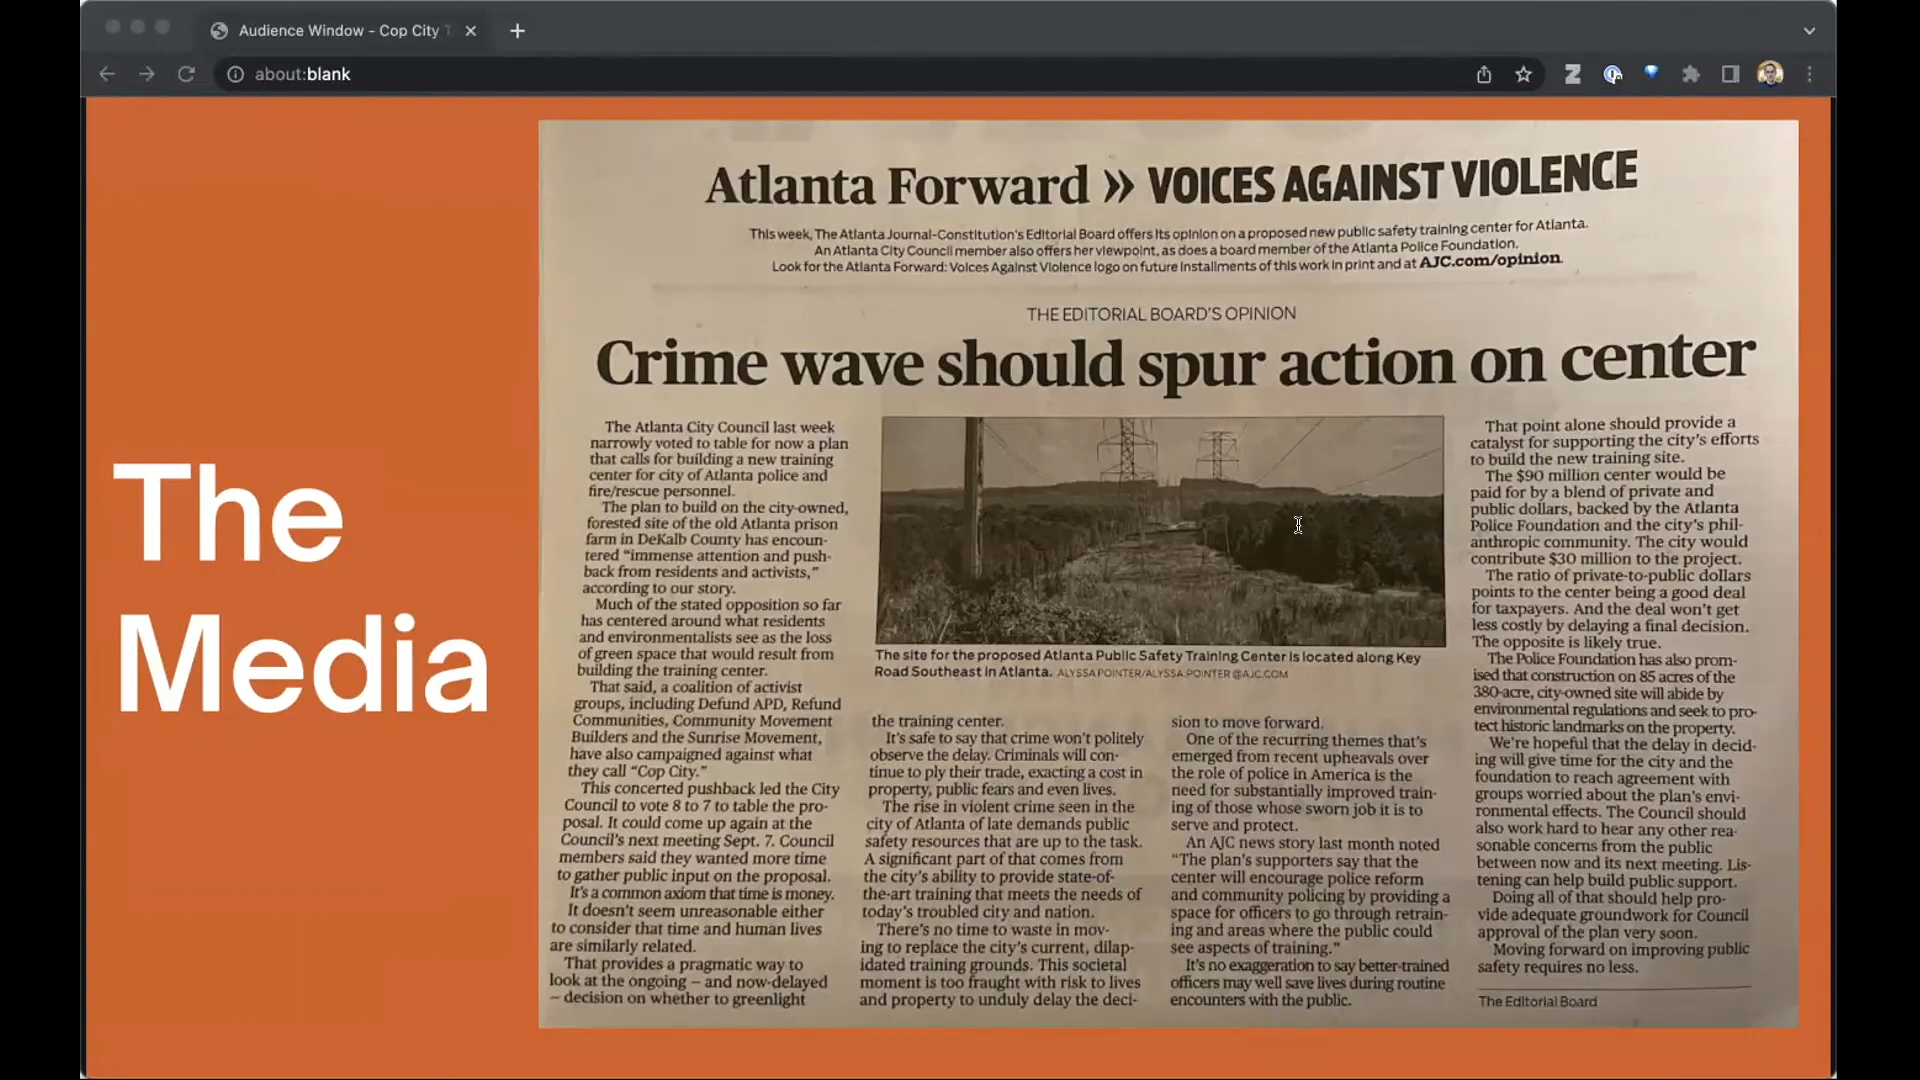 Audience Window - Cop City
about:blank
The
Media
Atlanta Forward » VOICES AGAINST VIOLENCE
This week, The Atlanta Journal-Constitution's Editorial Board offers its opinion on a proposed new public safety training center for Atlanta.
An Atlanta City Council member also offers her viewpoint, as does a board member of the Atlanta Police Foundation.
Look for the Atlanta Forward: Voices Against Violence logo on future installments of this work in print and at AJC.com/opinion.
THE EDITORIAL BOARD'S OPINION
Crime wave should spur action on center
The Atlanta City Council last week
narrowly voted to table for now a plan
that calls for building a new training
center for city of Atlanta police and
fire/rescue personnel.
The plan to build on the city-owned,
forested site of the old Atlanta prison
farm in DeKalb County has encoun-
tered "immense attention and push-
back from residents and activists,"
according to our story.
Much of the stated opposition so far
has centered around what residents
and environmentalists see as the loss
of green space that would result from
building the training center.
That said, a coalition of activist
groups, including Defund APD, Refund
Communities, Community Movement
Builders and the Sunrise Movement,
have also campaigned against what
they call "Cop City."
This concerted pushback led the City
Council to vote 8 to 7 to table the pro-
posal. It could come up again at the
Council's next meeting Sept. 7. Council
members said they wanted more time
to gather public input on the proposal.
It's a common axiom that time is money.
It doesn't seem unreasonable either
to consider that time and human lives
are similarly related.
That provides a pragmatic way to
look at the ongoing – and now-delayed
– decision on whether to greenlight
The site for the proposed Atlanta Public Safety Training Center is located along Key
Road Southeast in Atlanta. ALYSSA POINTER/ALYSSA.POINTER@AJC.COM
the training center.
It's safe to say that crime won't politely
observe the delay. Criminals will con-
tinue to ply their trade, exacting a cost in
property, public fears and even lives.
The rise in violent crime seen in the
city of Atlanta of late demands public
safety resources that are up to the task.
A significant part of that comes from
the city's ability to provide state-of-
the-art training that meets the needs of
today's troubled city and nation.
There's no time to waste in mov-
ing to replace the city's current, dilap-
idated training grounds. This societal
moment is too fraught with risk to lives
and property to unduly delay the deci-
sion to move forward.
One of the recurring themes that's
emerged from recent upheavals over
the role of police in America is the
need for substantially improved train-
ing of those whose sworn job it is to
serve and protect.
An AJC news story last month noted
"The plan's supporters say that the
center will encourage police reform
and community policing by providing a
space for officers to go through retrain-
ing and areas where the public could
see aspects of training."
It's no exaggeration to say better-trained
officers may well save lives during routine
encounters with the public.
That point alone should provide a
catalyst for supporting the city's efforts
to build the new training site.
The $90 million center would be
paid for by a blend of private and
public dollars, backed by the Atlanta
Police Foundation and the city's phil-
anthropic community. The city would
contribute $30 million to the project.
The ratio of private-to-public dollars
points to the center being a good deal
for taxpayers. And the deal won't get
less costly by delaying a final decision.
The opposite is likely true.
The Police Foundation has also prom-
ised that construction on 85 acres of the
380-acre, city-owned site will abide by
environmental regulations and seek to pro-
tect historic landmarks on the property.
We're hopeful that the delay in decid-
ing will give time for the city and the
foundation to reach agreement with
groups worried about the plan's envi-
ronmental effects. The Council should
also work hard to hear any other rea-
sonable concerns from the public
between now and its next meeting. Lis-
tening can help build public support.
Doing all of that should help pro-
vide adequate groundwork for Council
approval of the plan very soon.
Moving forward on improving public
safety requires no less.
The Editorial Board